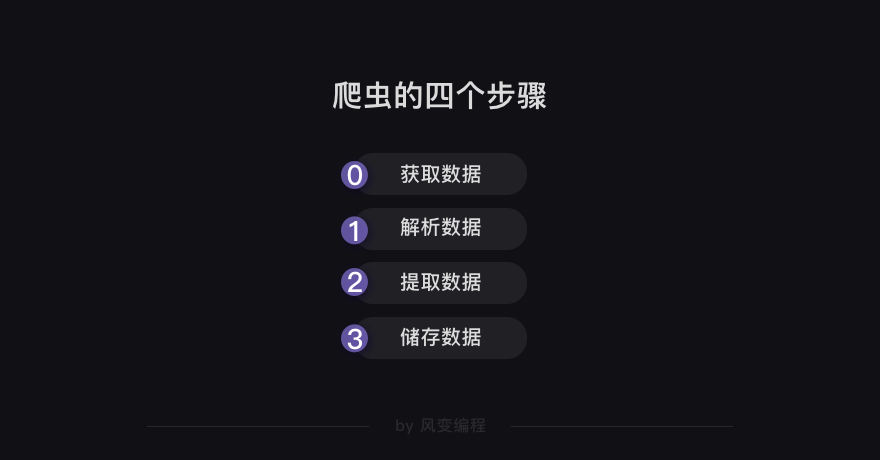 爬虫的四个步骤
0 获取数据
1 解析数据
2 提取数据
3 储存数据
by 风变编程